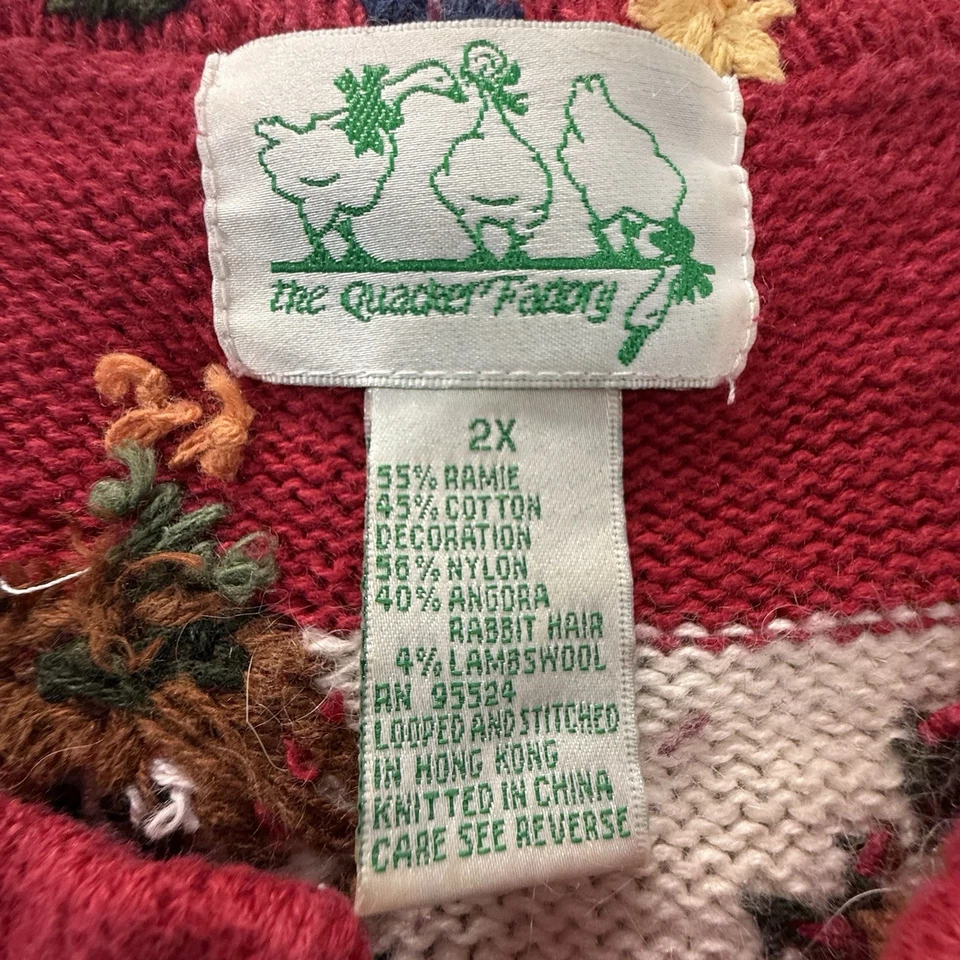 the Quacker Factory
2X
55% RAMIE
45% COTTON
DECORATION
56% NYLON
40% ANGORA
RABBIT HAIR
4% LAMBSWOOL
RN 95524
LOOPED AND STITCHED
IN HONG KONG
KNITTED IN CHINA
CARE SEE REVERSE